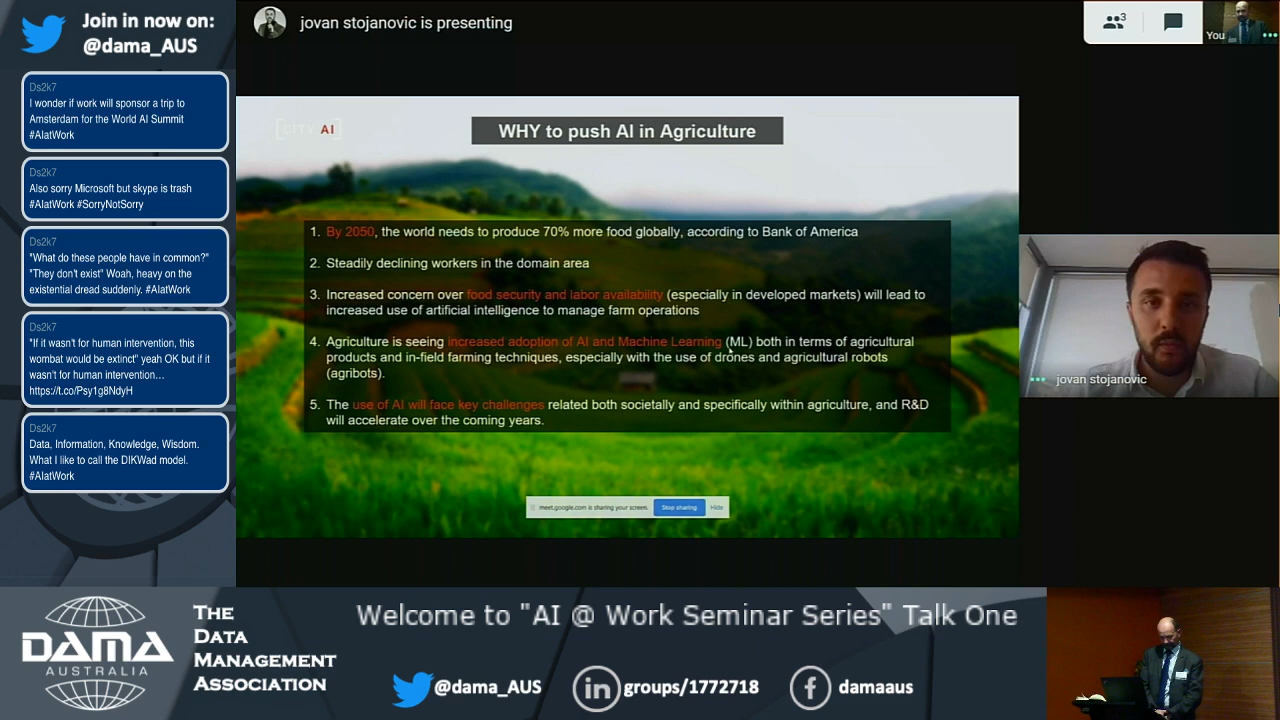 Join in now on:
@dama_AUS
Ds2k7
I wonder if work will sponsor a trip to
Amsterdam for the World AI Summit
#AIatWork
Ds2k7
Also sorry Microsoft but skype is trash
#AIatWork #SorryNotSorry
Ds2k7
"What do these people have in common?"
"They don't exist" Woah, heavy on the
existential dread suddenly. #AIatWork
Ds2k7
"If it wasn't for human intervention, this
wombat would be extinct" yeah OK but if it
wasn't for human intervention…
https://t.co/Psy1g8NdyH
Ds2k7
Data, Information, Knowledge, Wisdom.
What I like to call the DIKWad model.
#AIatWork
jovan stojanovic is presenting
3
You
CITY AI
WHY to push AI in Agriculture
1. By 2050, the world needs to produce 70% more food globally, according to Bank of America
2. Steadily declining workers in the domain area
3. Increased concern over food security and labor availability (especially in developed markets) will lead to
increased use of artificial intelligence to manage farm operations
4. Agriculture is seeing increased adoption of AI and Machine Learning (ML) both in terms of agricultural
products and in-field farming techniques, especially with the use of drones and agricultural robots
(agribots).
5. The use of AI will face key challenges related both societally and specifically within agriculture, and R&D
will accelerate over the coming years.
meet.google.com is sharing your screen.
Stop sharing
Hide
jovan stojanovic
DAMA
AUSTRALIA
THE
DATA
MANAGEMENT
ASSOCIATION
Welcome to "AI @ Work Seminar Series" Talk One
@dama_AUS
in groups/1772718
f damaaus